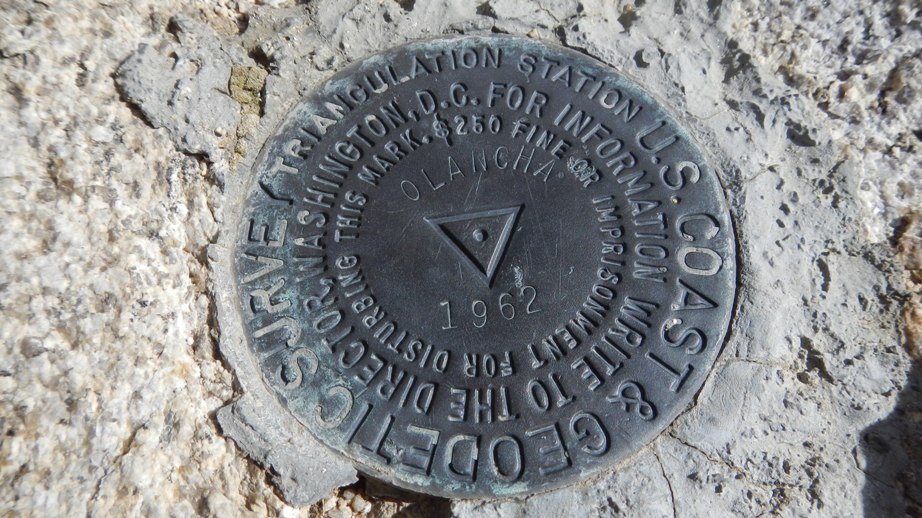 U.S. COAST & GEODETIC SURVEY
TRIANGULATION STATION
FOR INFORMATION WRITE TO THE DIRECTOR, WASHINGTON, D.C.
$250 FINE OR IMPRISONMENT FOR DISTURBING THIS MARK.
OLANCHA
1962